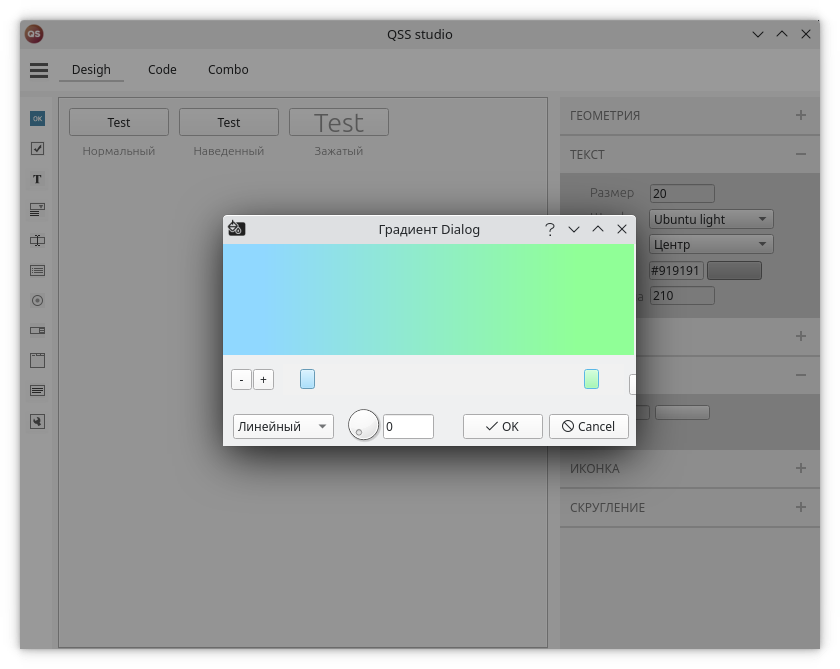 QS
QSS studio
Desigh Code Combo
OK
Test Test Test
Нормальный Наведенный Зажатый
T
ГЕОМЕТРИЯ +
ТЕКСТ −
Размер 20
Ubuntu light
Центр
#919191
210
Градиент Dialog ?
- +
Линейный 0 OK Cancel
ИКОНКА +
СКРУГЛЕНИЕ +